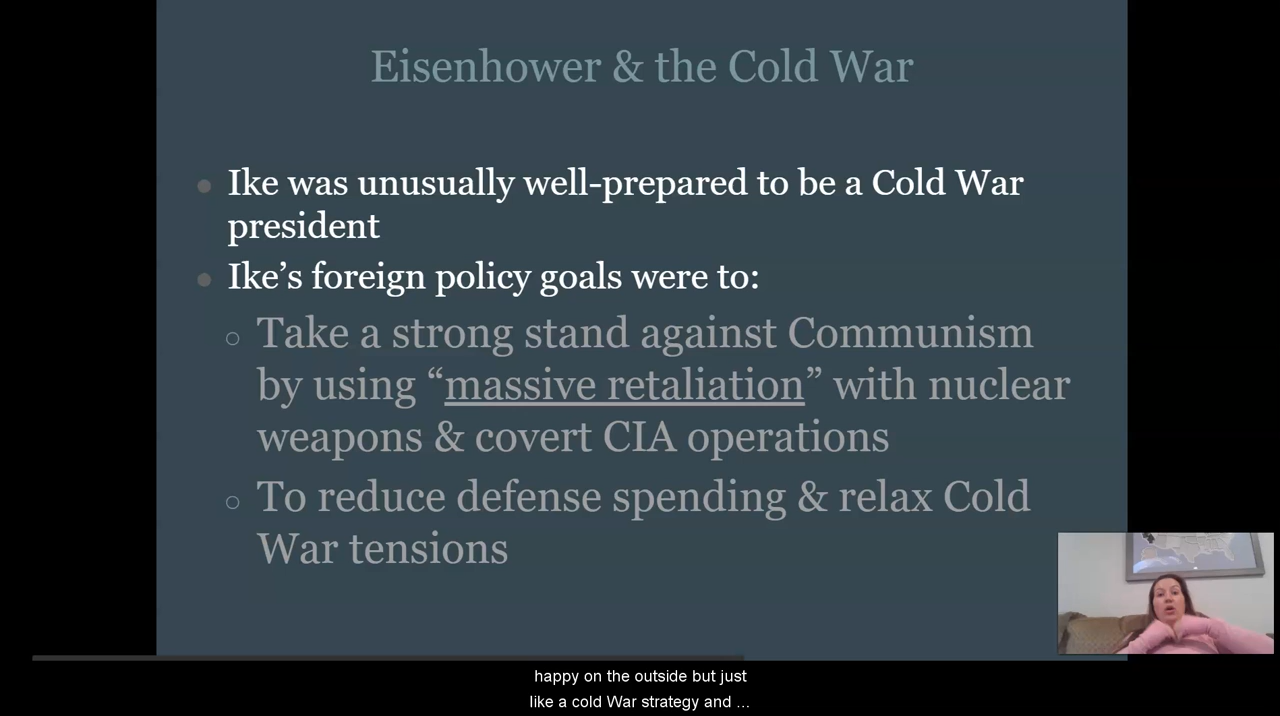 Eisenhower & the Cold War
Ike was unusually well-prepared to be a Cold War
president
Ike’s foreign policy goals were to:
Take a strong stand against Communism
by using “massive retaliation” with nuclear
weapons & covert CIA operations
To reduce defense spending & relax Cold
War tensions
happy on the outside but just
like a cold War strategy and ...